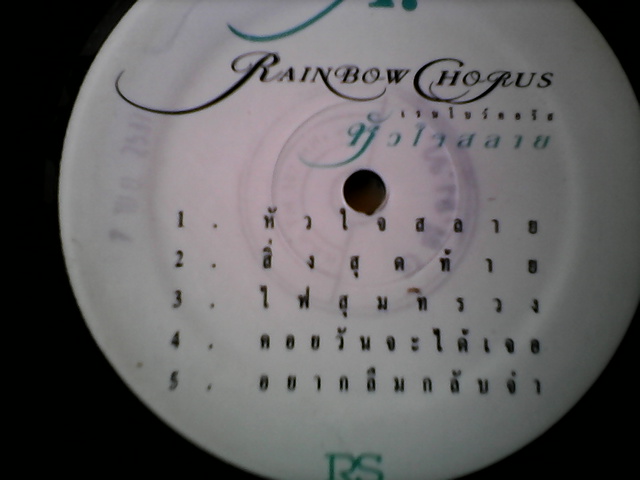 RAINBOW CHORUS
เรนโบว์คอรัส
หัวใจสลาย
1. หัวใจสลาย
2. สิ่งสุดท้าย
3. ไฟสุมทรวง
4. คอยวันจะได้เจอ
5. อยากลืมกลับจำ
RS